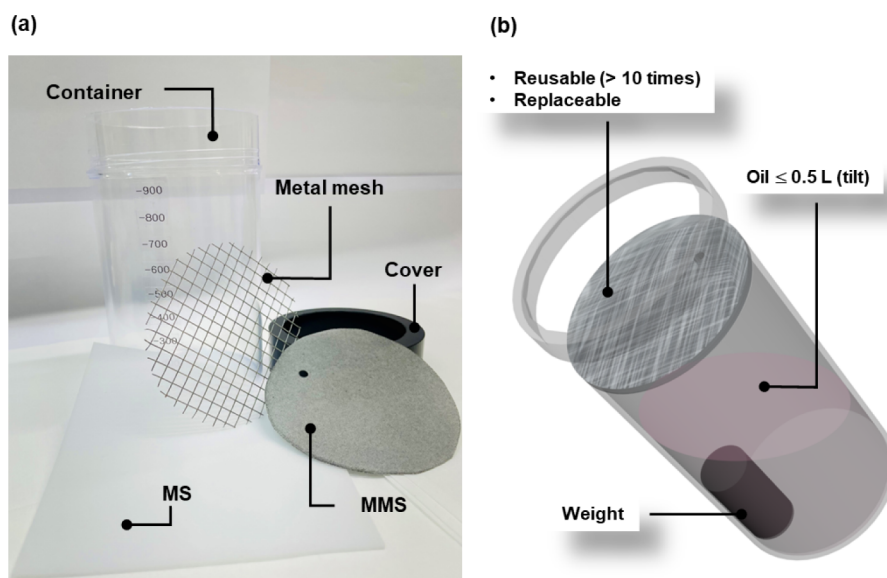 (a)
Container
-900
-800
-700
Metal mesh
-600
-500
Cover
-400
-300
MS
MMS
(b)
• Reusable (> 10 times)
• Replaceable
Oil ≤ 0.5 L (tilt)
Weight